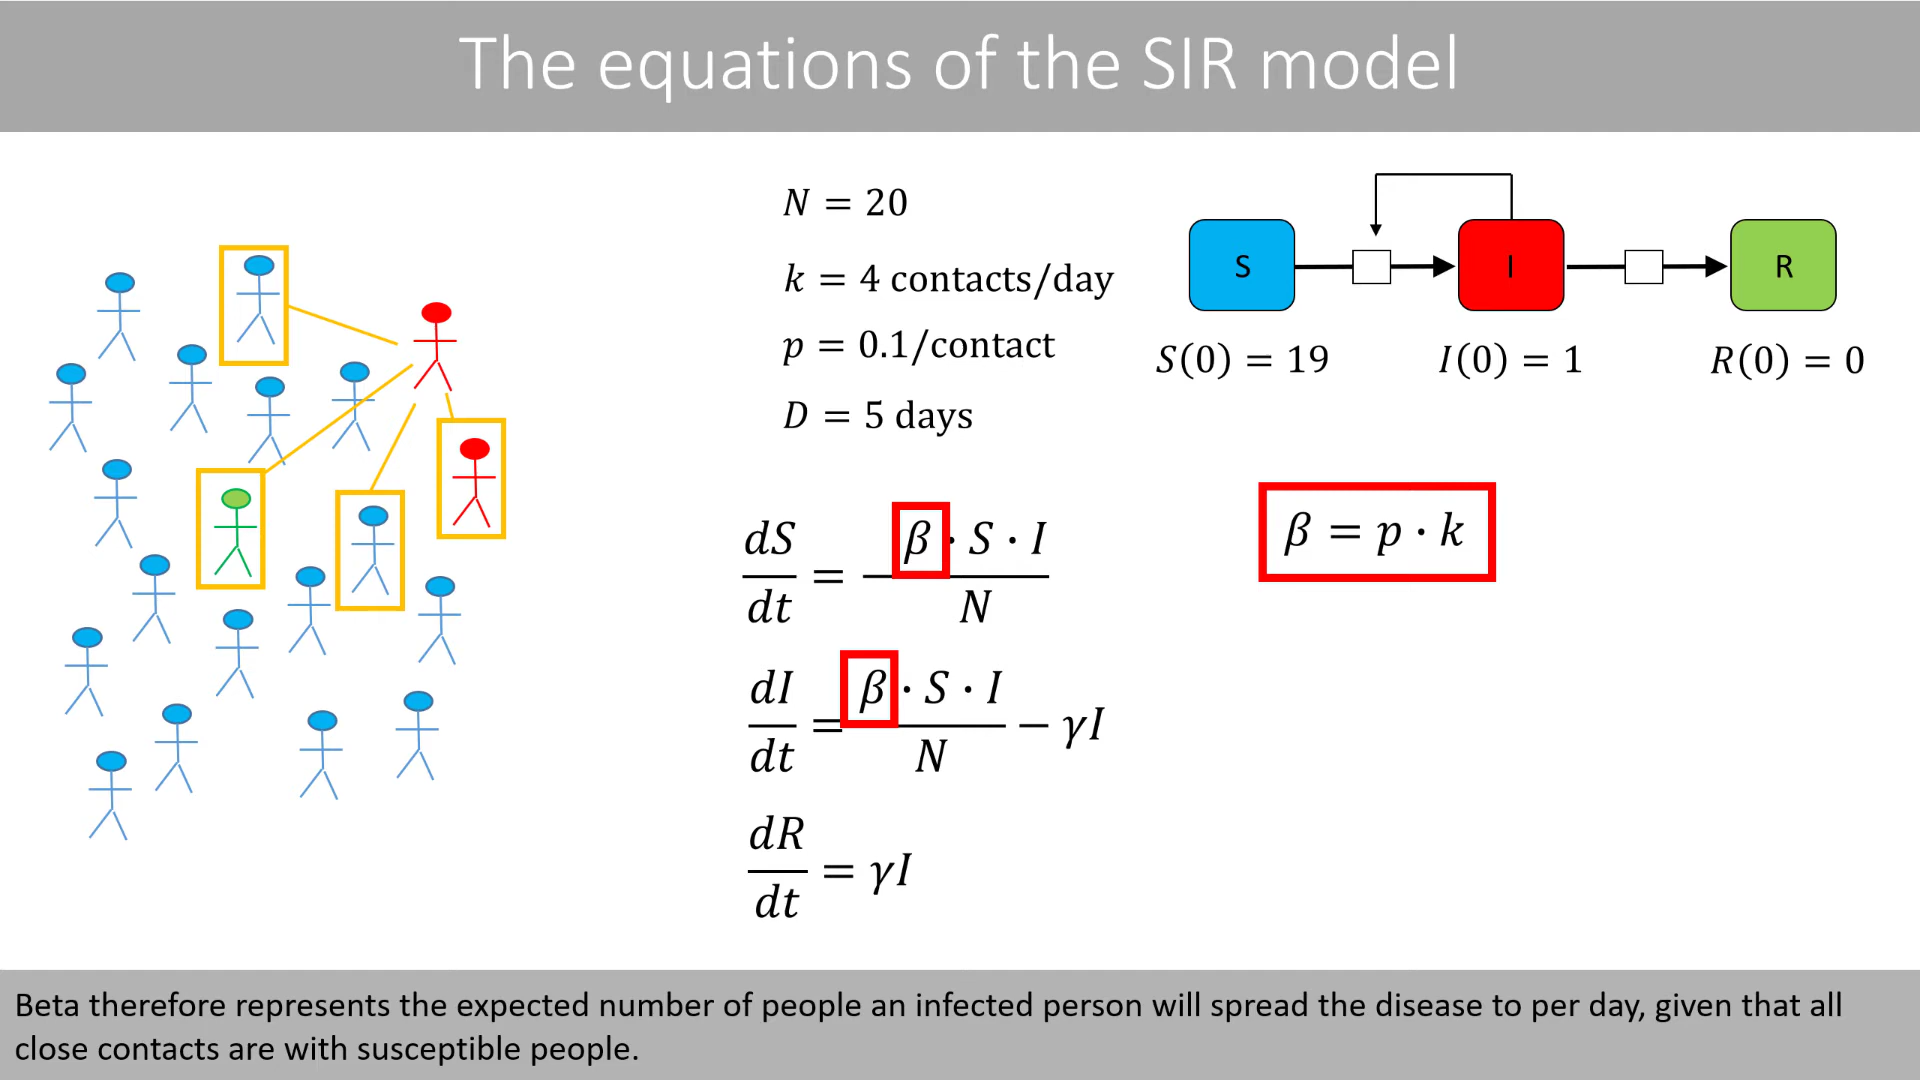 The equations of the SIR model
N = 20
k = 4 contacts/day
p = 0.1/contact
D = 5 days
S
I
R
S(0) = 19
I(0) = 1
R(0) = 0
dS/dt = − β · S · I / N
β = p · k
dI/dt = β · S · I / N − γI
dR/dt = γI
Beta therefore represents the expected number of people an infected person will spread the disease to per day, given that all
close contacts are with susceptible people.